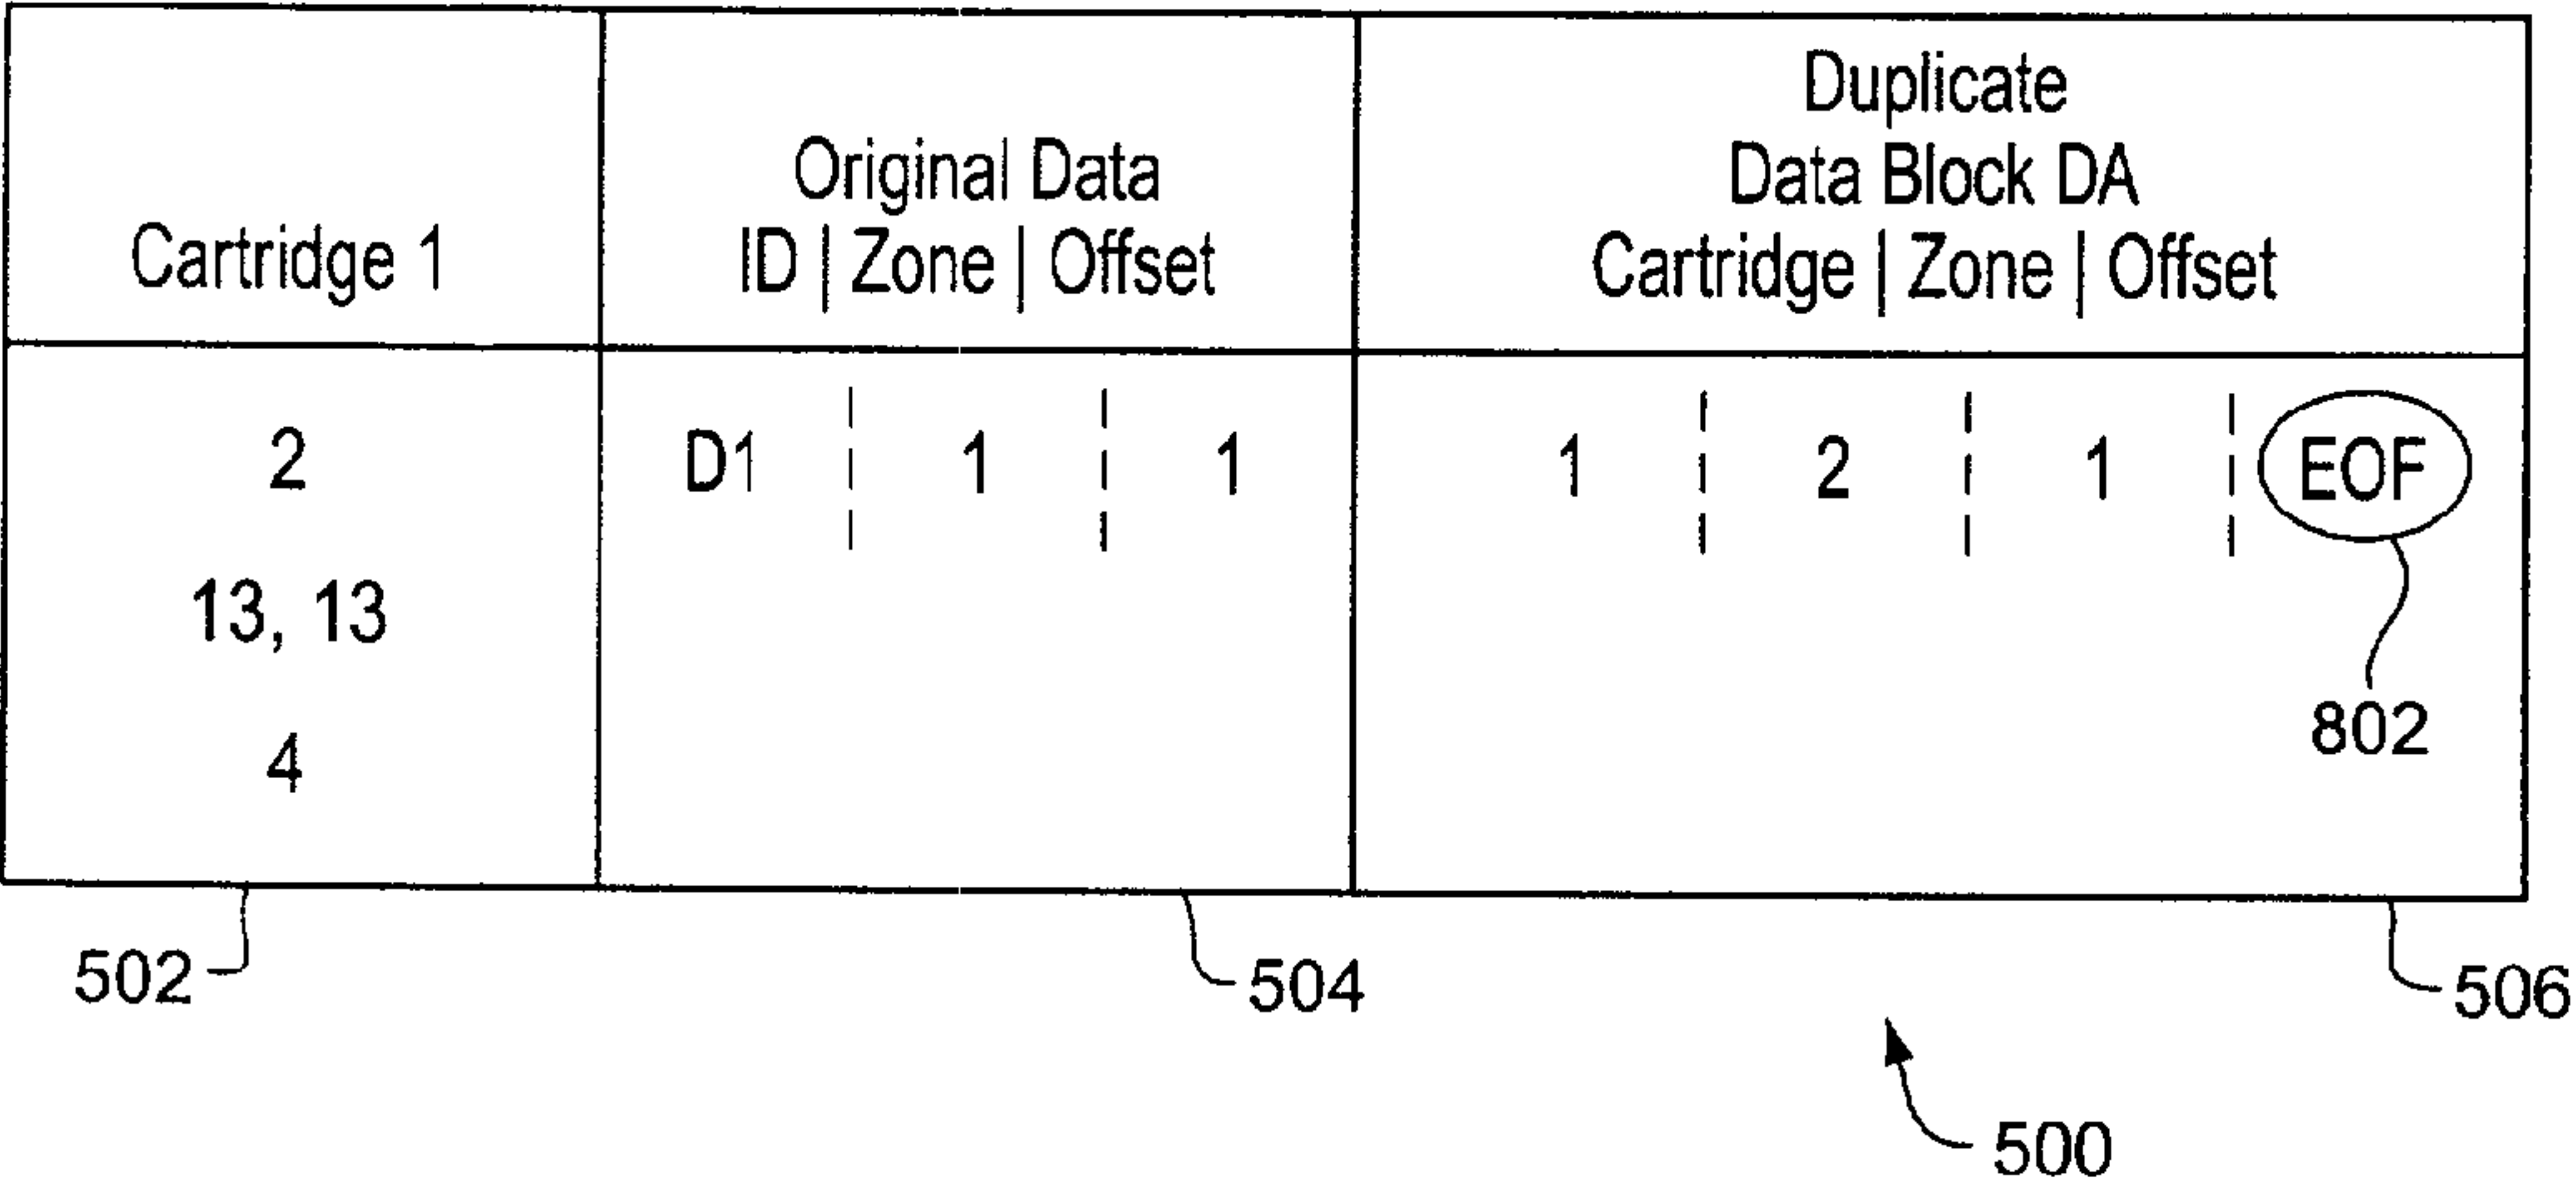 Cartridge 1
Original Data
ID | Zone | Offset
Duplicate
Data Block DA
Cartridge | Zone | Offset
2
13, 13
4
D1 1 1
1 2 1 EOF
802
502
504
506
500